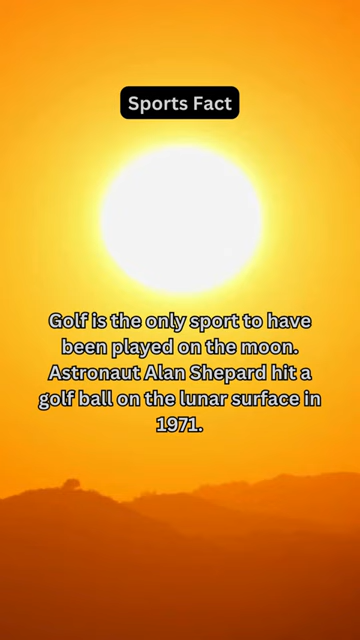 Sports Fact
Golf is the only sport to have
been played on the moon.
Astronaut Alan Shepard hit a
golf ball on the lunar surface in
1971.